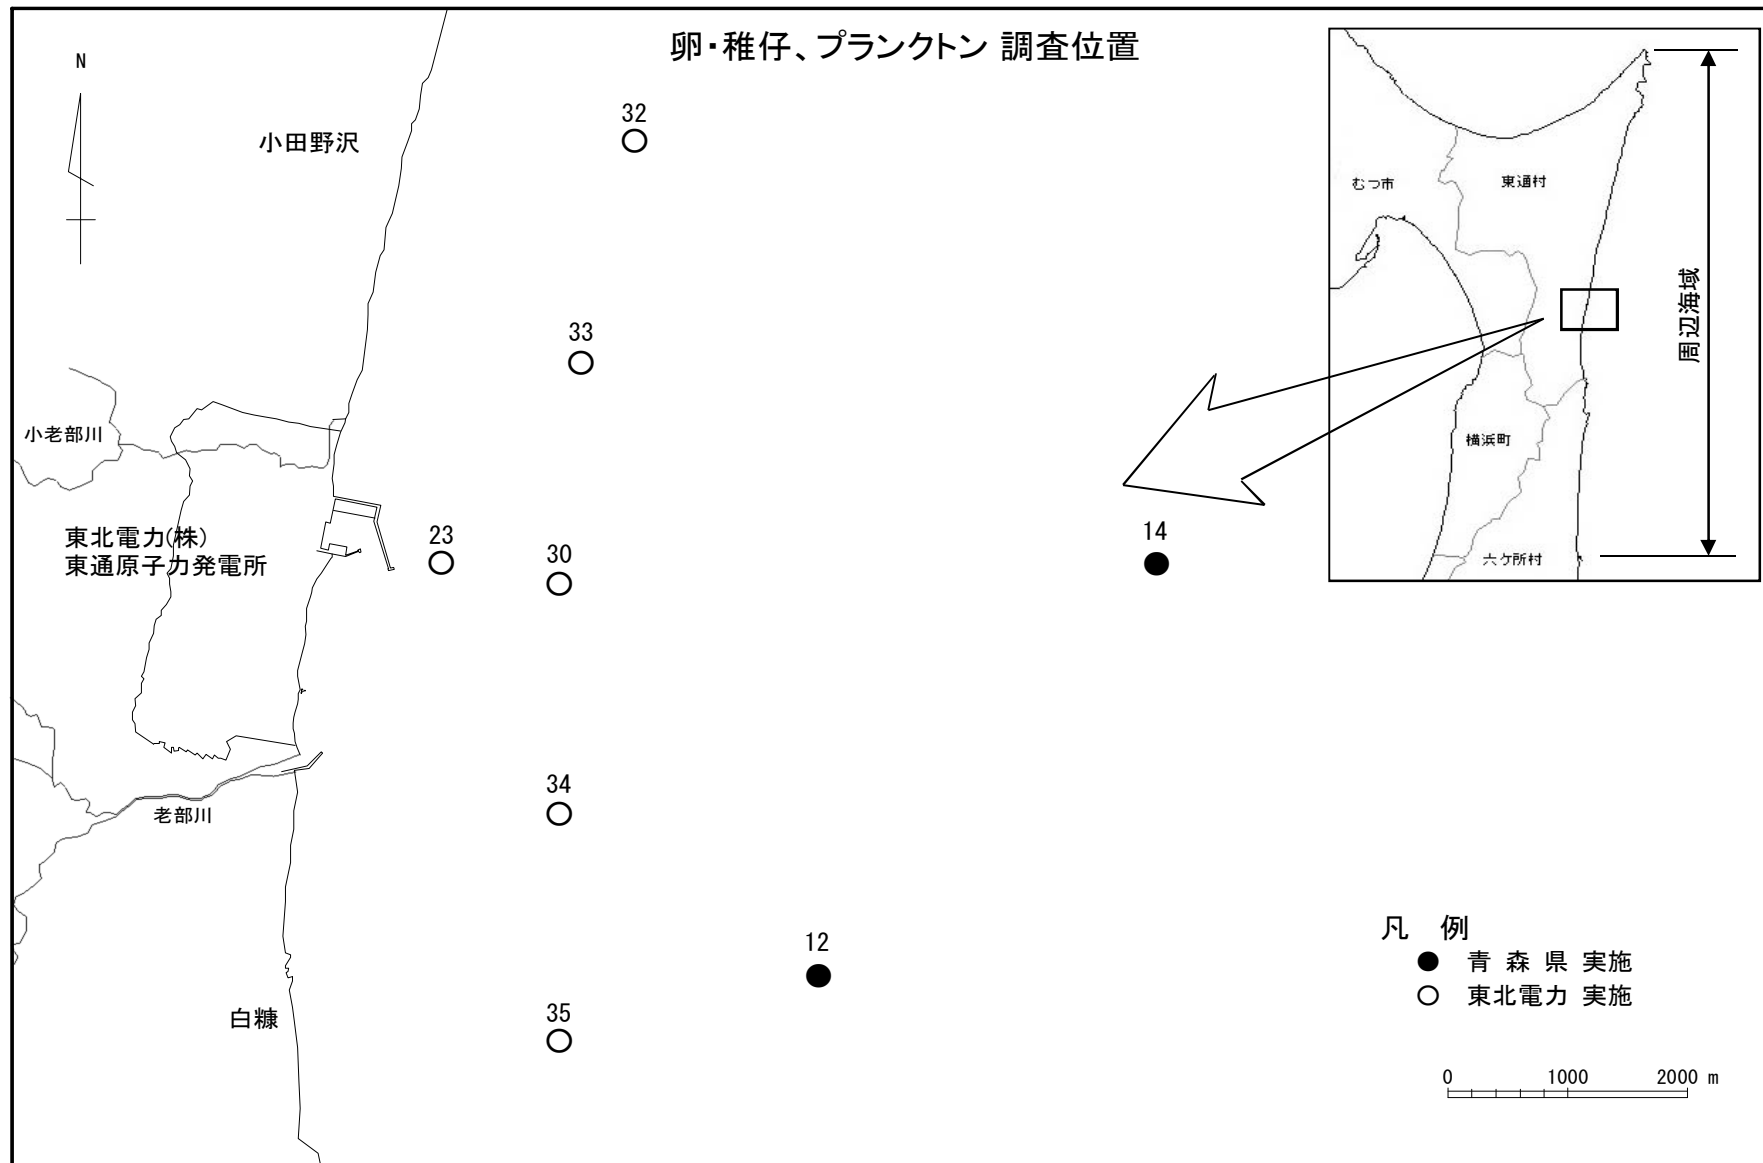 卵・稚仔、プランクトン 調査位置
N
小田野沢
32
33
小老部川
東北電力(株)
東通原子力発電所
23
30
14
34
老部川
12
白糠
35
むつ市
東通村
周辺海域
横浜町
六ケ所村
凡 例
● 青 森 県 実施
○ 東北電力 実施
0 1000 2000 m